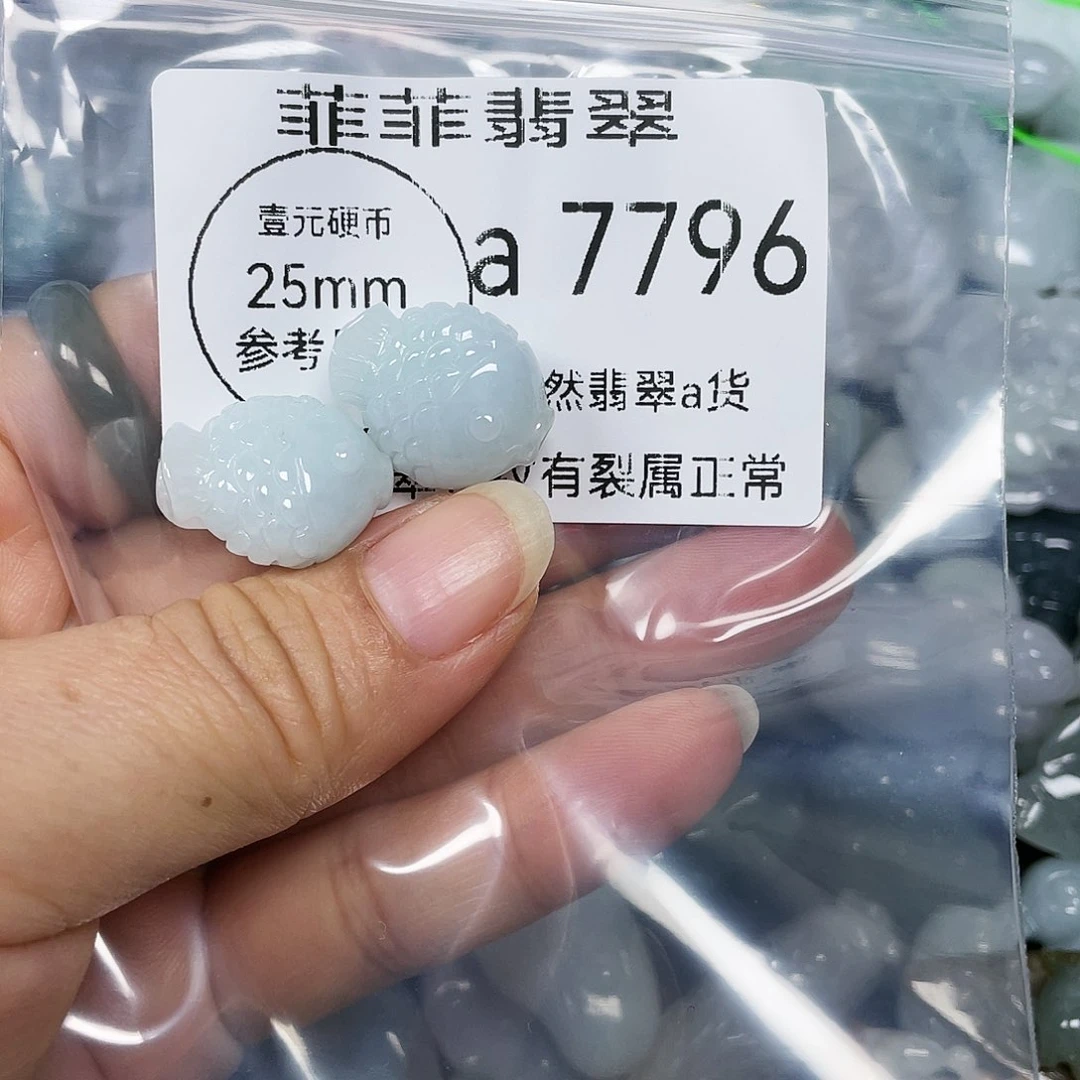 菲菲翡翠
壹元硬币
25mm
参考
a 7796
然翡翠a货
有裂属正常